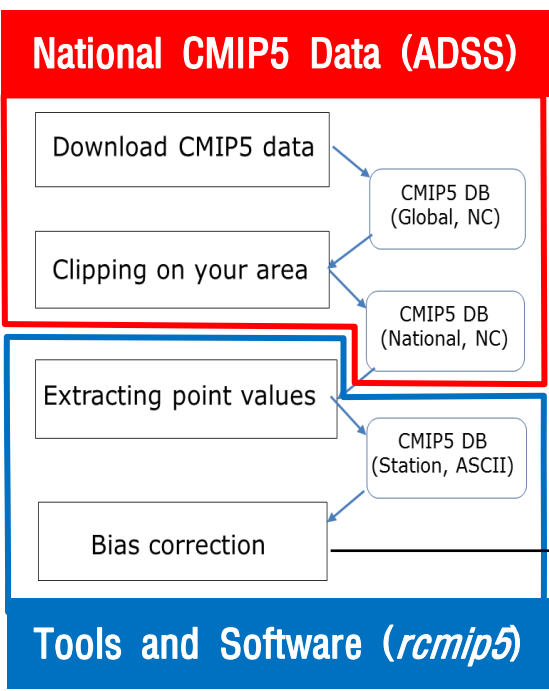 National CMIP5 Data (ADSS)
Download CMIP5 data
CMIP5 DB
(Global, NC)
Clipping on your area
CMIP5 DB
(National, NC)
Extracting point values
CMIP5 DB
(Station, ASCII)
Bias correction
Tools and Software (rcmip5)